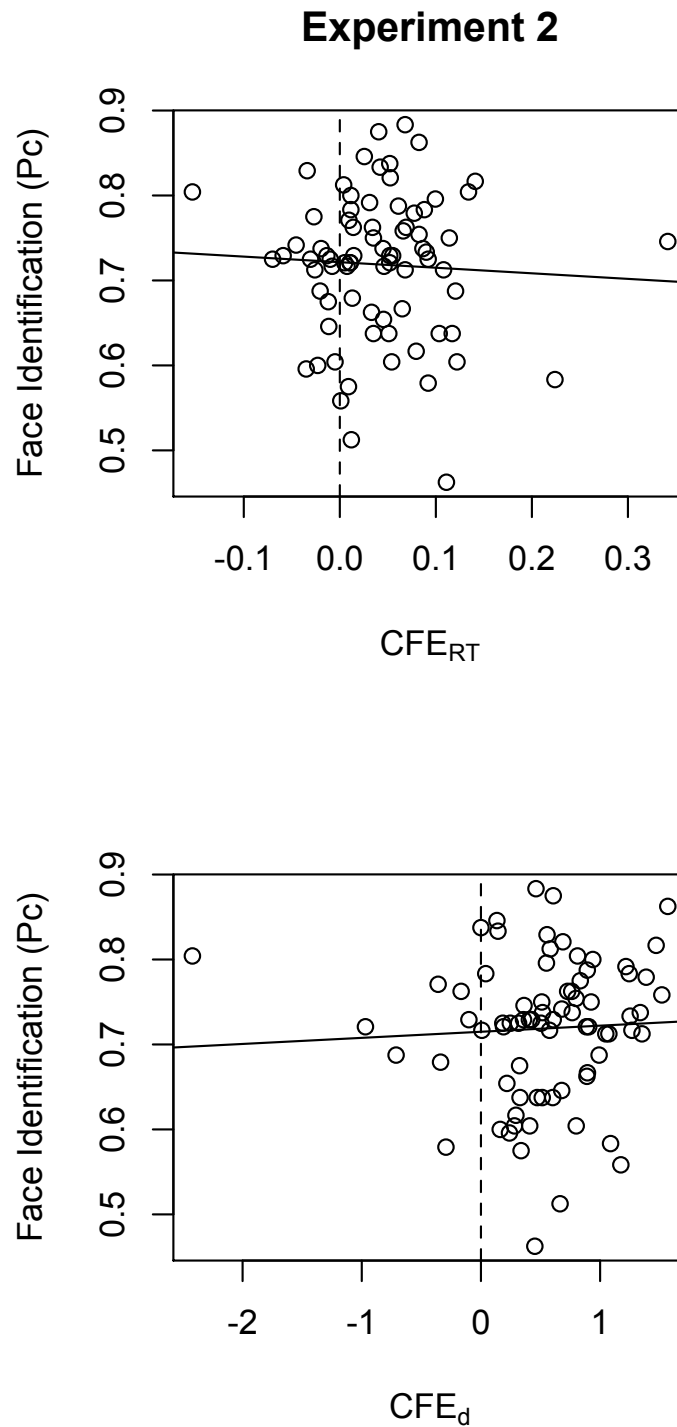 Experiment 2
Face Identification (Pc)
0.9
0.8
0.7
0.6
0.5
-0.1 0.0 0.1 0.2 0.3
CFE_RT
Face Identification (Pc)
0.9
0.8
0.7
0.6
0.5
-2 -1 0 1
CFE_d